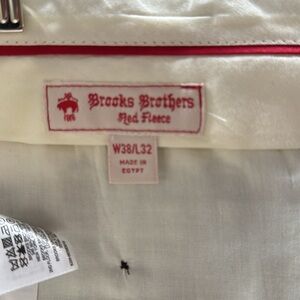 Brooks Brothers
Red Fleece
W38/L32
MADE IN
EGYPT